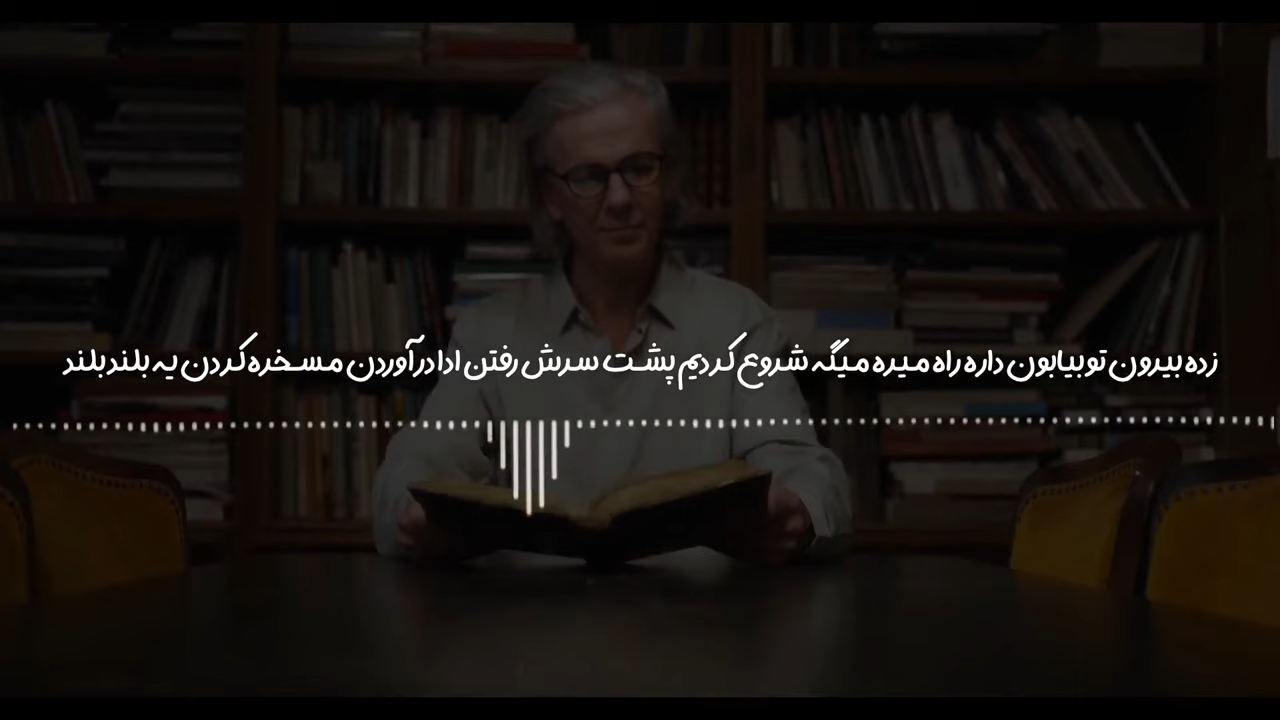 زده بیرون تو بیابون داره راه میره میگه شروع کردیم پشت سرش رفتن ادا درآوردن مسخره کردن یه بلند بلند